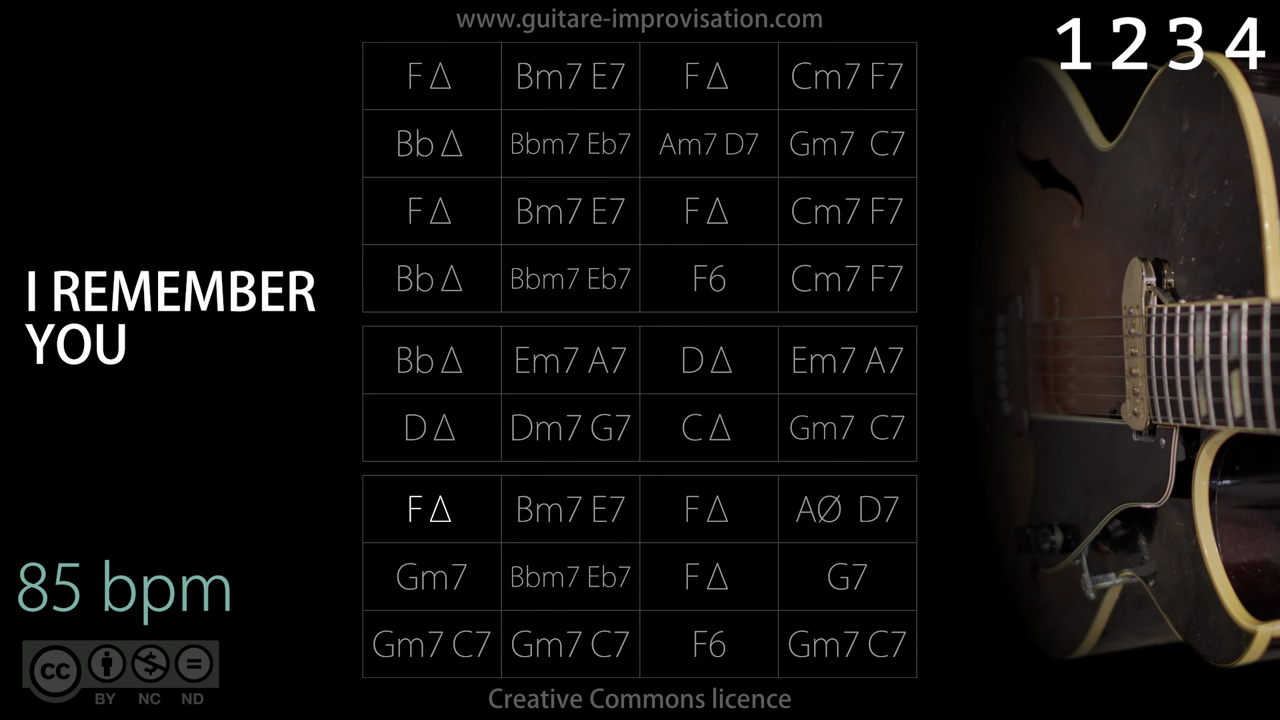 www.guitare-improvisation.com
1 2 3 4
F Δ Bm7 E7 F Δ Cm7 F7
Bb Δ Bbm7 Eb7 Am7 D7 Gm7 C7
F Δ Bm7 E7 F Δ Cm7 F7
Bb Δ Bbm7 Eb7 F6 Cm7 F7
I REMEMBER
YOU
Bb Δ Em7 A7 D Δ Em7 A7
D Δ Dm7 G7 C Δ Gm7 C7
F Δ Bm7 E7 F Δ AØ D7
Gm7 Bbm7 Eb7 F Δ G7
Gm7 C7 Gm7 C7 F6 Gm7 C7
85 bpm
cc
BY NC ND
Creative Commons licence